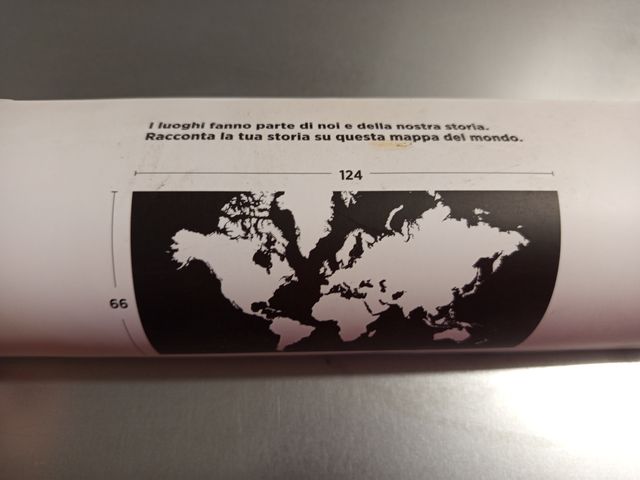 I luoghi fanno parte di noi e della nostra storia.
Racconta la tua storia su questa mappa del mondo.
124
66